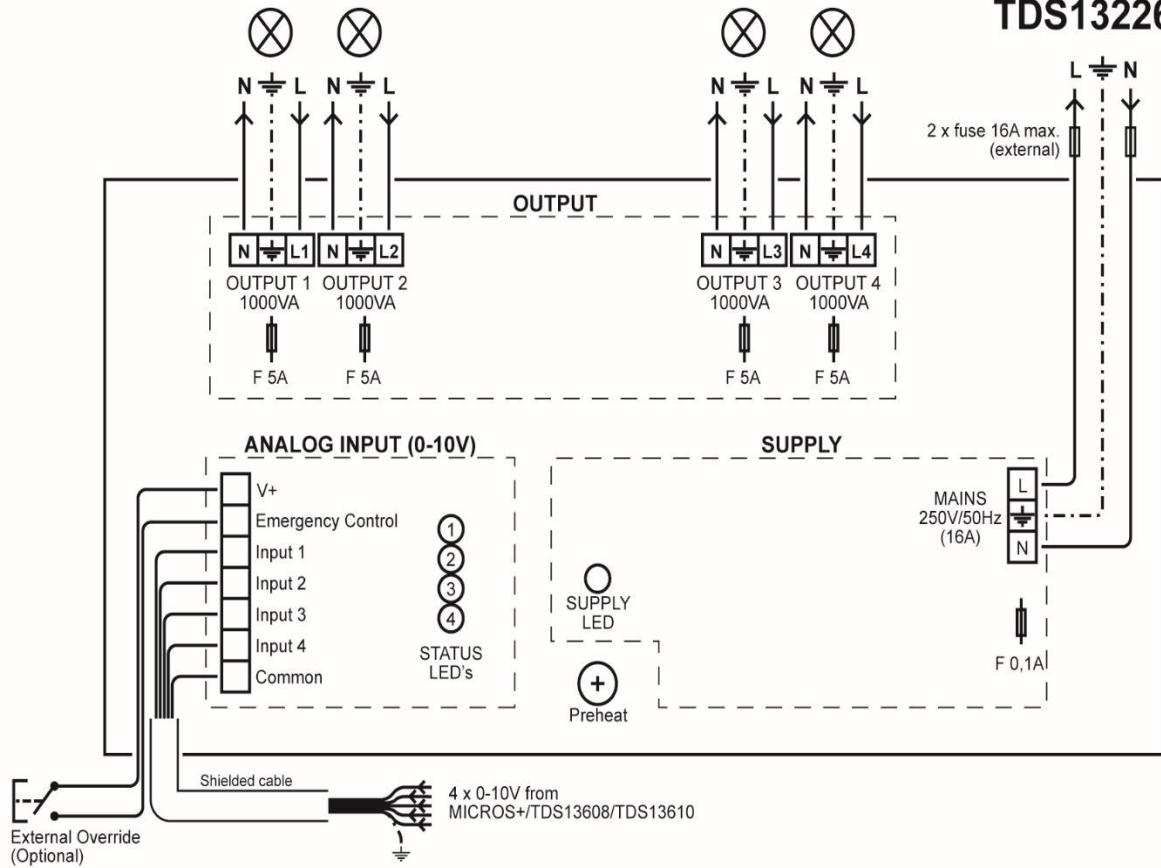 TDS13226
N L N L
N L N L
L N
2 x fuse 16A max.
(external)
OUTPUT
N L1 N L2
N L3 N L4
OUTPUT 1
1000VA
OUTPUT 2
1000VA
OUTPUT 3
1000VA
OUTPUT 4
1000VA
F 5A
F 5A
F 5A
F 5A
ANALOG INPUT (0-10V)
V+
Emergency Control
Input 1
Input 2
Input 3
Input 4
Common
1
2
3
4
STATUS
LED's
SUPPLY
MAINS
250V/50Hz
(16A)
L
N
SUPPLY
LED
F 0,1A
Preheat
Shielded cable
4 x 0-10V from
MICROS+/TDS13608/TDS13610
External Override
(Optional)